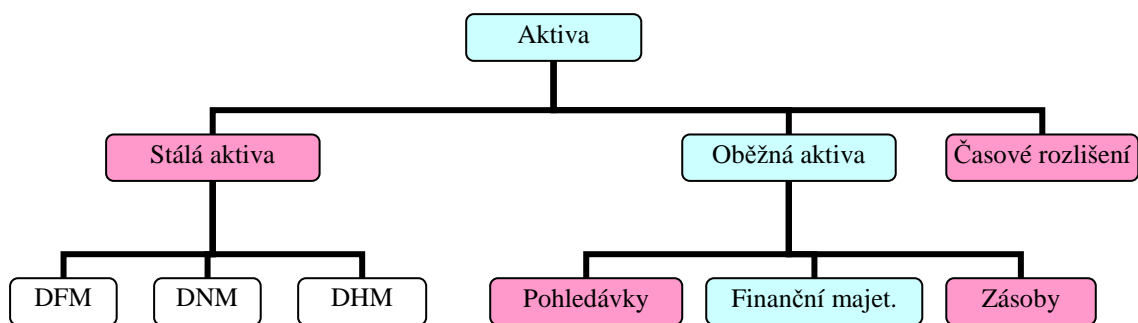 Aktiva
Stálá aktiva
Oběžná aktiva
Časové rozlišení
DFM
DNM
DHM
Pohledávky
Finanční majet.
Zásoby